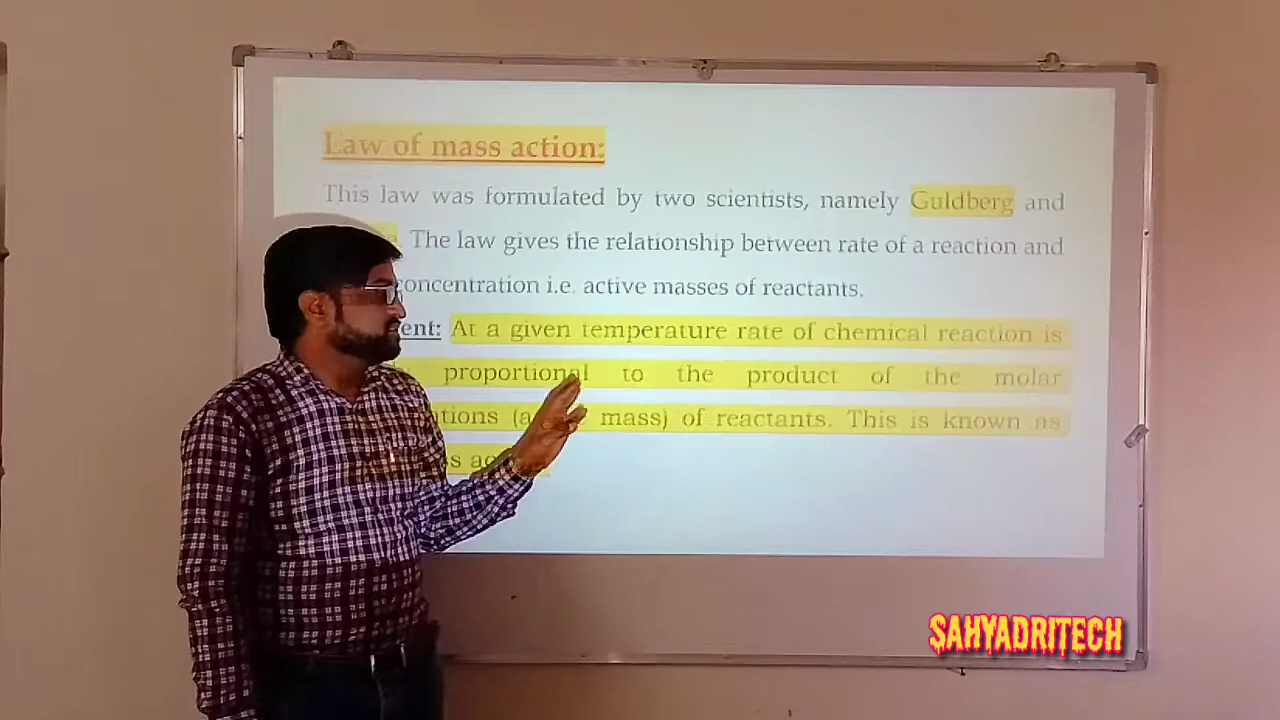 Law of mass action:
This law was formulated by two scientists, namely Guldberg and
The law gives the relationship between rate of a reaction and
concentration i.e. active masses of reactants.
At a given temperature rate of chemical reaction is
proportional to the product of the molar
mass) of reactants. This is known as
SAHYADRITECH